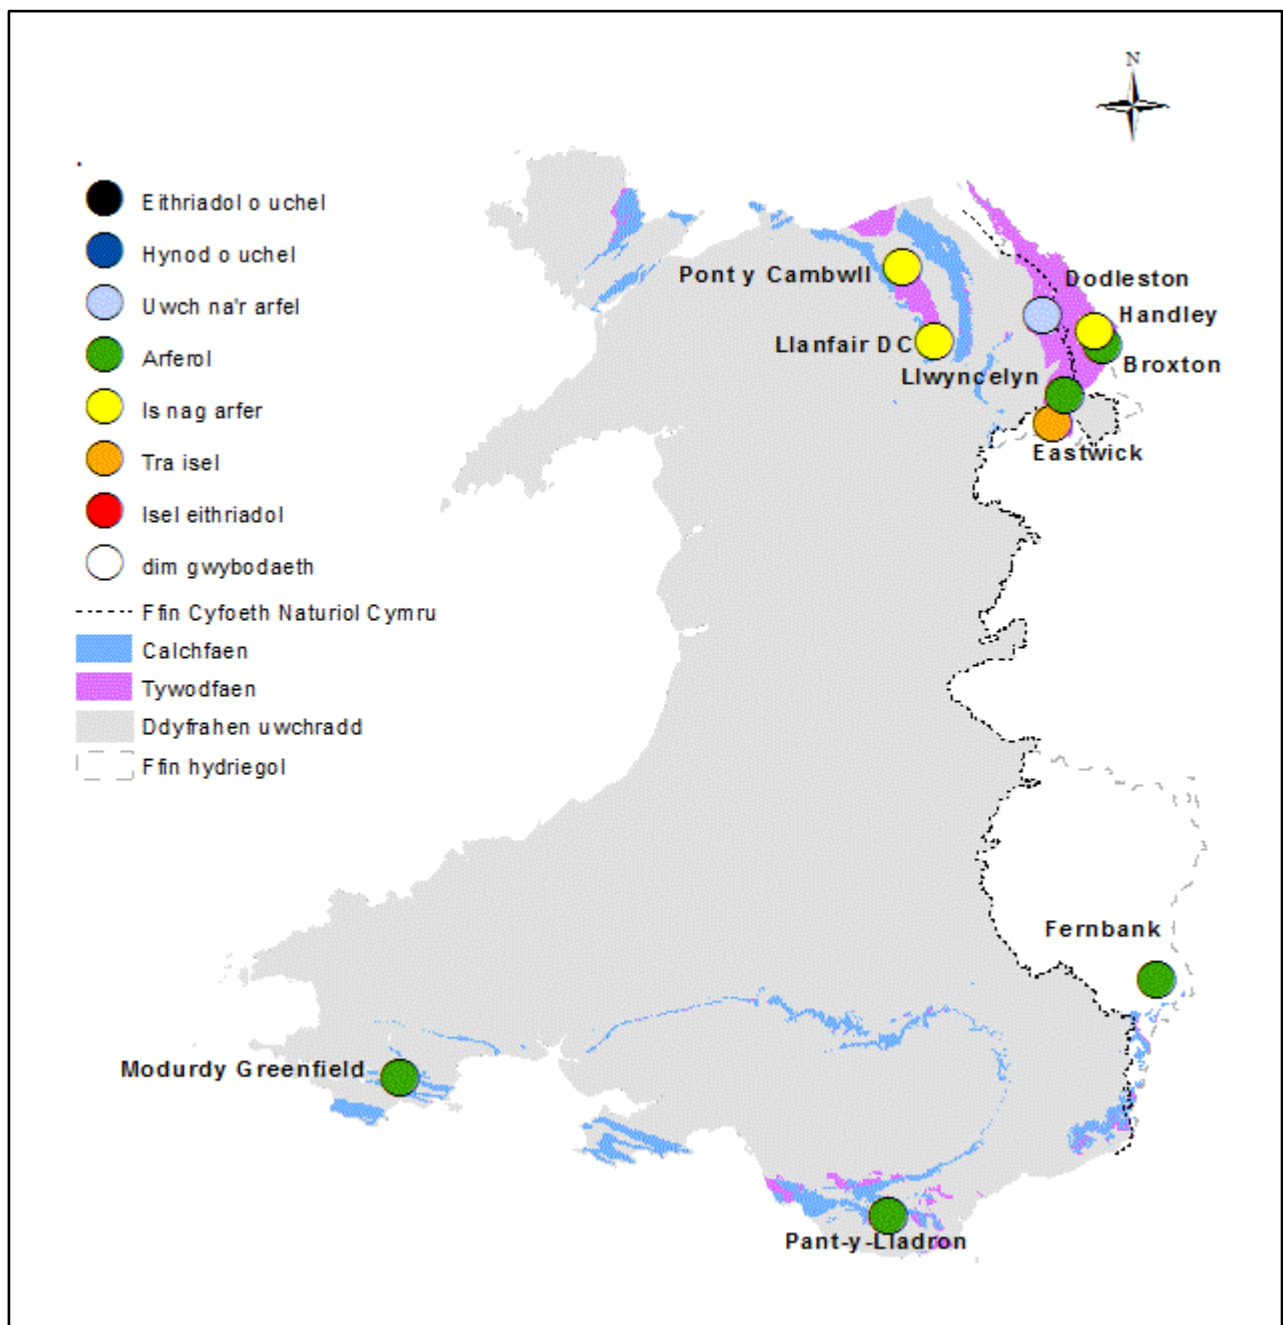 N
Eithriadol o uchel
Hynod o uchel
Uwch na'r arfel
Arferol
Is nag arfer
Tra isel
Isel eithriadol
dim gwybodaeth
Ffin Cyfoeth Naturiol Cymru
Calchfaen
Tywodfaen
Ddyfrahen uwchradd
Ffin hydriegol
Pont y Cambwll
Dodleston
Handley
Llanfair DC
Broxton
Llwyncelyn
Eastwick
Fernbank
Modurdy Greenfield
Pant-y-Lladron